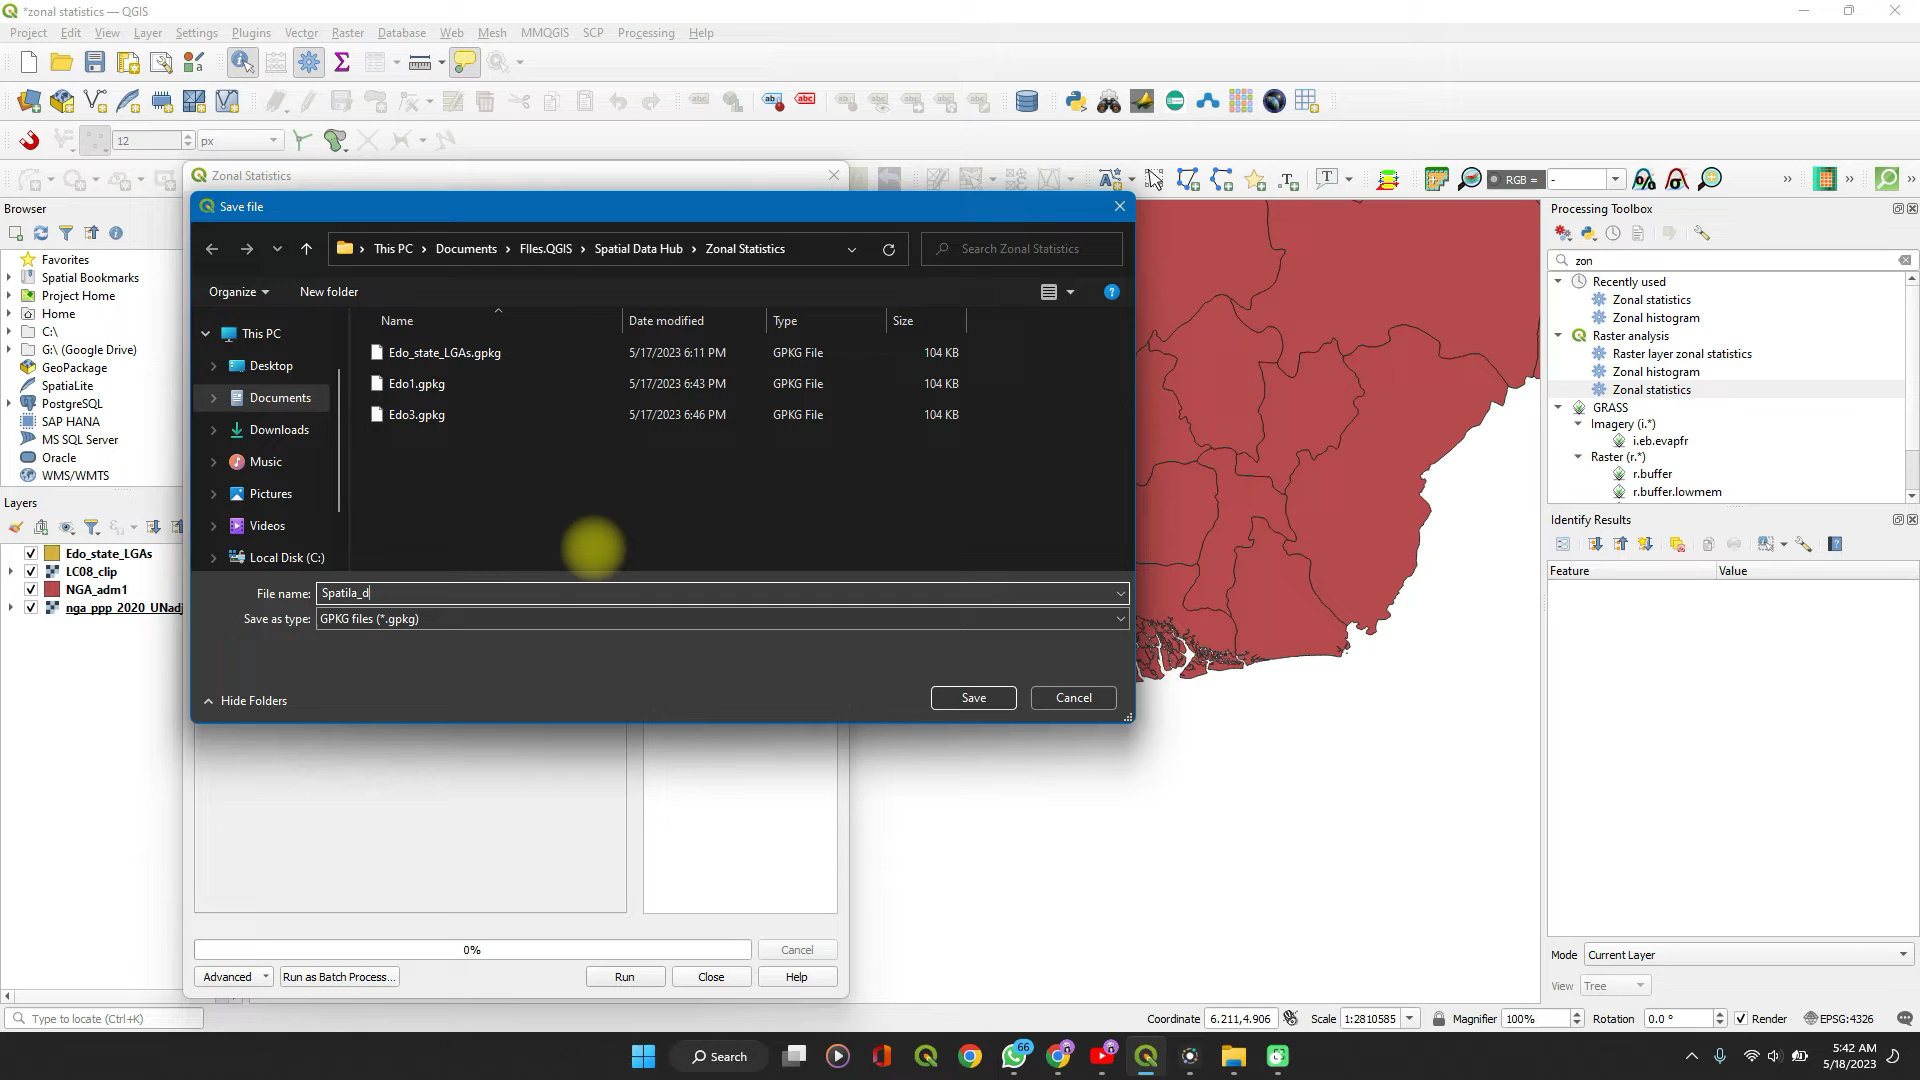 *zonal statistics — QGIS
Project Edit View Layer Settings Plugins Vector Raster Database Web Mesh MMQGIS SCP Processing Help
12 px
RGB = -
Zonal Statistics
Save file
This PC > Documents > FIles.QGIS > Spatial Data Hub > Zonal Statistics
Search Zonal Statistics
Organize New folder
Name Date modified Type Size
Edo_state_LGAs.gpkg 5/17/2023 6:11 PM GPKG File 104 KB
Edo1.gpkg 5/17/2023 6:43 PM GPKG File 104 KB
Edo3.gpkg 5/17/2023 6:46 PM GPKG File 104 KB
This PC
Desktop
Documents
Downloads
Music
Pictures
Videos
Local Disk (C:)
File name: Spatila_d
Save as type: GPKG files (*.gpkg)
Hide Folders
Save Cancel
Browser
Favorites
Spatial Bookmarks
Project Home
Home
C:\
G:\ (Google Drive)
GeoPackage
SpatiaLite
PostgreSQL
SAP HANA
MS SQL Server
Oracle
WMS/WMTS
Layers
Edo_state_LGAs
LC08_clip
NGA_adm1
nga_ppp_2020_UNadj
0%
Cancel
Advanced Run as Batch Process... Run Close Help
Processing Toolbox
zon
Recently used
Zonal statistics
Zonal histogram
Raster analysis
Raster layer zonal statistics
Zonal histogram
Zonal statistics
GRASS
Imagery (i.*)
i.eb.evapfr
Raster (r.*)
r.buffer
r.buffer.lowmem
Identify Results
Feature Value
Mode Current Layer
View Tree
Type to locate (Ctrl+K)
Coordinate 6.211,4.906 Scale 1:2810585 Magnifier 100% Rotation 0.0 ° Render EPSG:4326
Search
66
5:42 AM
5/18/2023